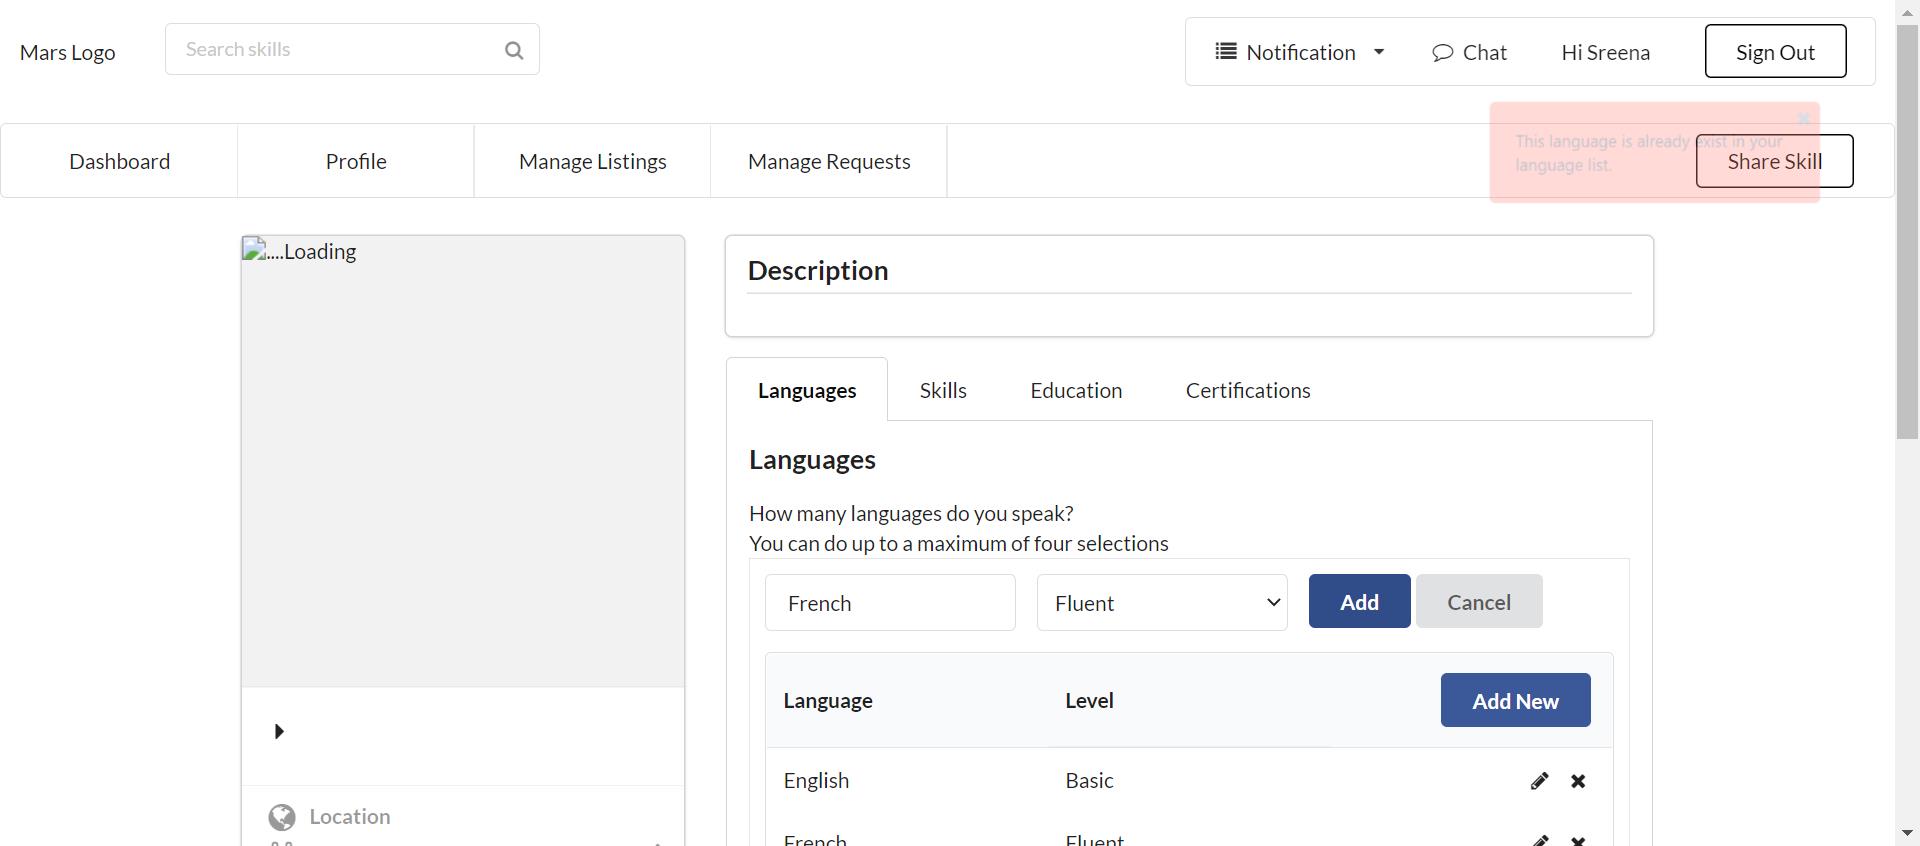 Mars Logo
Search skills
Notification
Chat
Hi Sreena
Sign Out
Dashboard
Profile
Manage Listings
Manage Requests
This language is already exist in your
language list.
Share Skill
....Loading
Description
Languages
Skills
Education
Certifications
Languages
How many languages do you speak?
You can do up to a maximum of four selections
French
Fluent
Add
Cancel
Language
Level
Add New
English
Basic
Location
French
Fluent